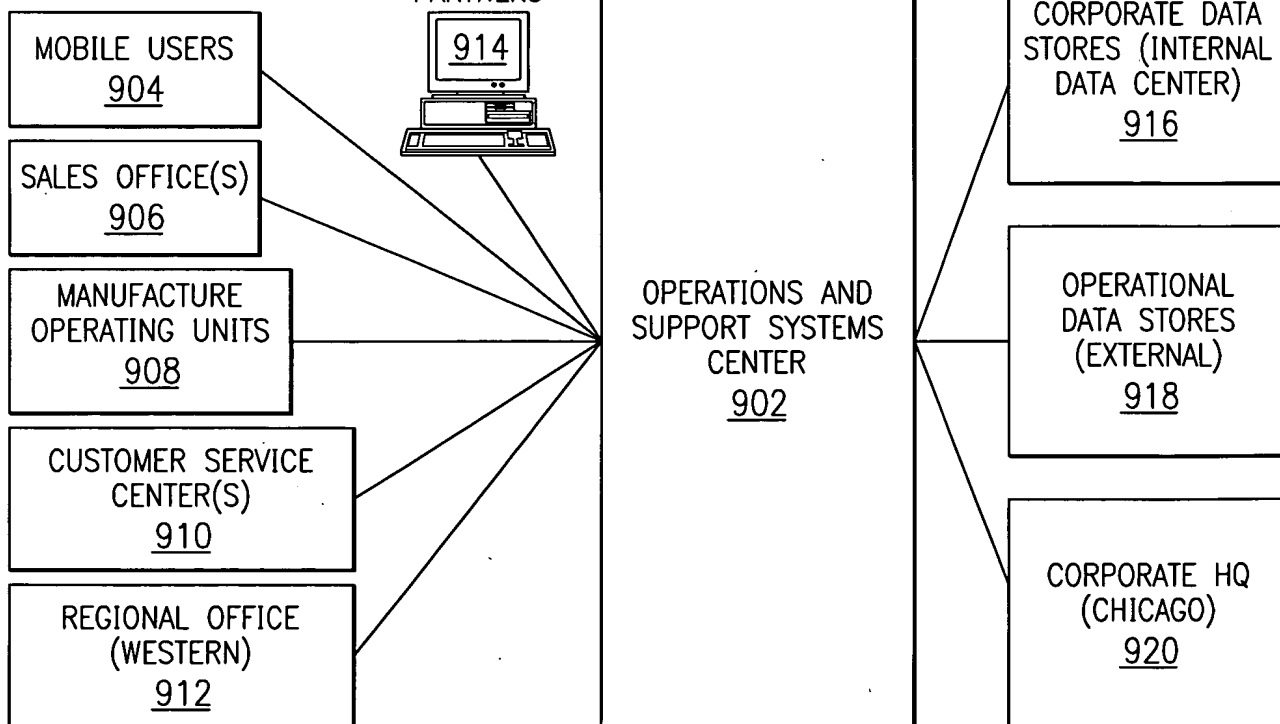 MOBILE USERS
904
SALES OFFICE(S)
906
MANUFACTURE
OPERATING UNITS
908
CUSTOMER SERVICE
CENTER(S)
910
REGIONAL OFFICE
(WESTERN)
912
PARTNERS
914
OPERATIONS AND
SUPPORT SYSTEMS
CENTER
902
CORPORATE DATA
STORES (INTERNAL
DATA CENTER)
916
OPERATIONAL
DATA STORES
(EXTERNAL)
918
CORPORATE HQ
(CHICAGO)
920